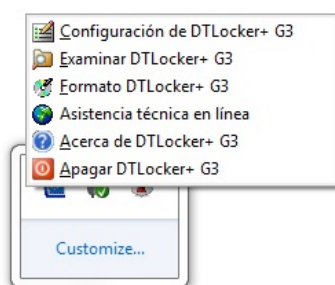 Configuración de DTLocker+ G3
Examinar DTLocker+ G3
Formato DTLocker+ G3
Asistencia técnica en línea
Acerca de DTLocker+ G3
Apagar DTLocker+ G3
Customize...